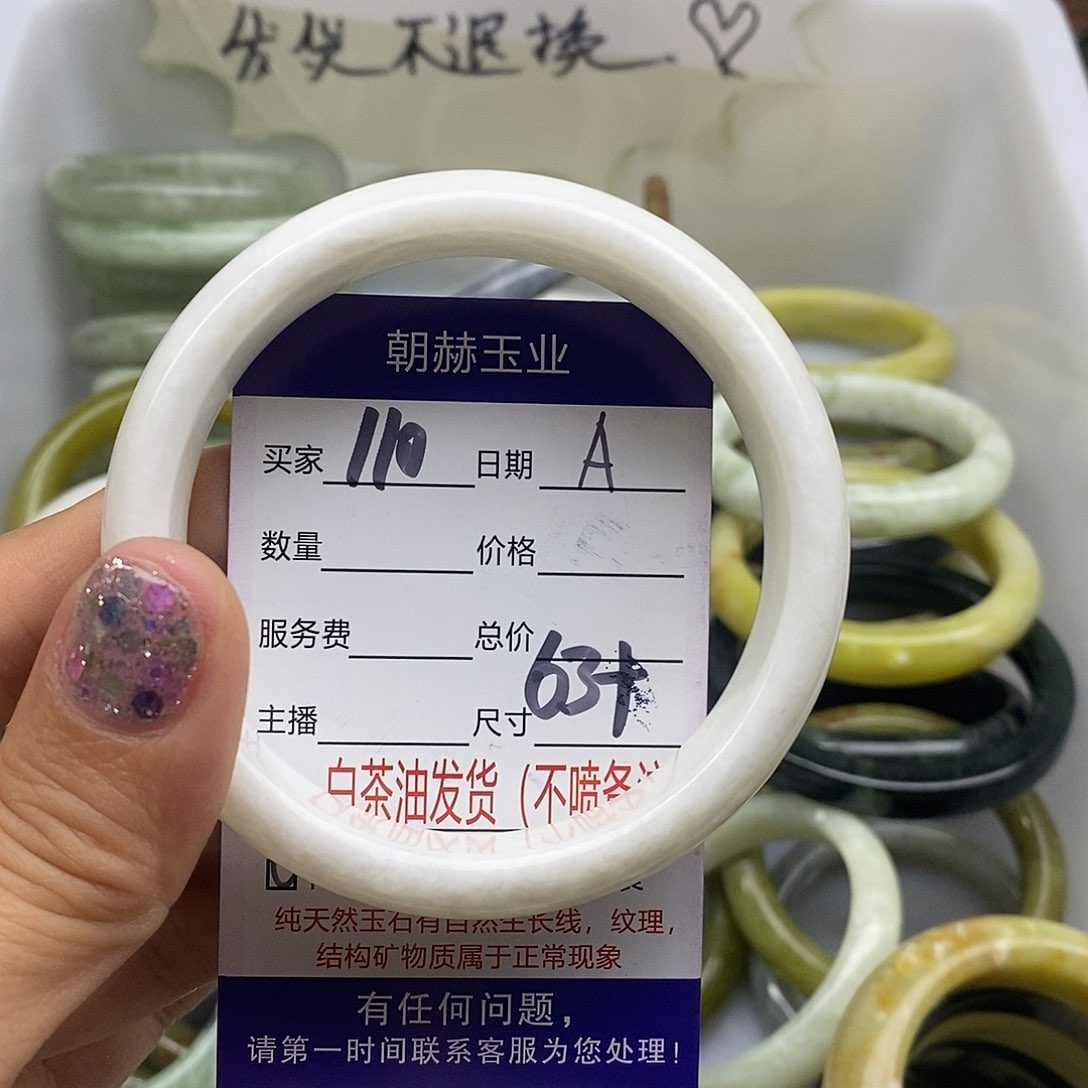 发货不退换.
朝赫玉业
买家 110 日期 A
数量 价格
服务费 总价
主播 尺寸 63+
白茶油发货（不喷
纯天然玉石有自然生长线，纹理，
结构矿物质属于正常现象
有任何问题，
请第一时间联系客服为您处理！